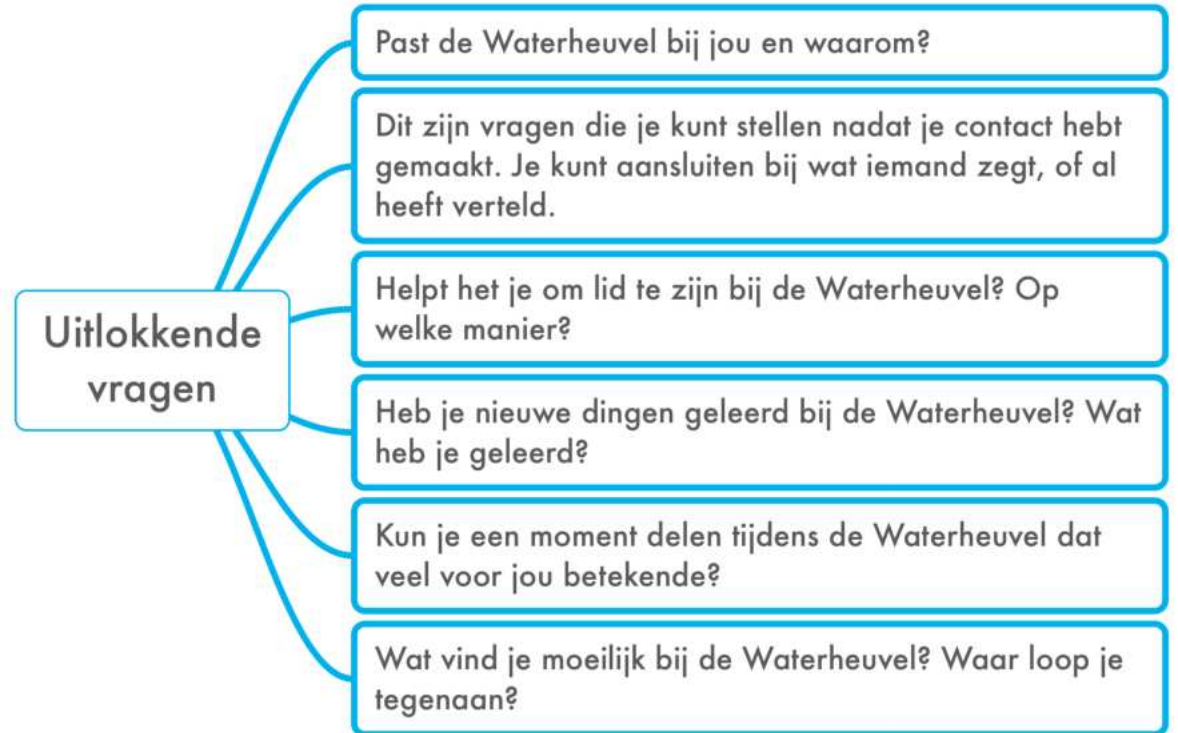 Uitlokkende
vragen
Past de Waterheuvel bij jou en waarom?
Dit zijn vragen die je kunt stellen nadat je contact hebt
gemaakt. Je kunt aansluiten bij wat iemand zegt, of al
heeft verteld.
Helpt het je om lid te zijn bij de Waterheuvel? Op
welke manier?
Heb je nieuwe dingen geleerd bij de Waterheuvel? Wat
heb je geleerd?
Kun je een moment delen tijdens de Waterheuvel dat
veel voor jou betekende?
Wat vind je moeilijk bij de Waterheuvel? Waar loop je
tegenaan?